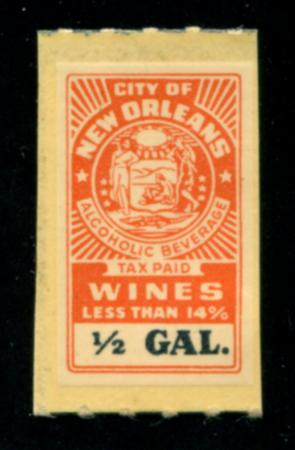 CITY OF
NEW ORLEANS
ALCOHOLIC BEVERAGE
TAX PAID
WINES
LESS THAN 14%
½ GAL.